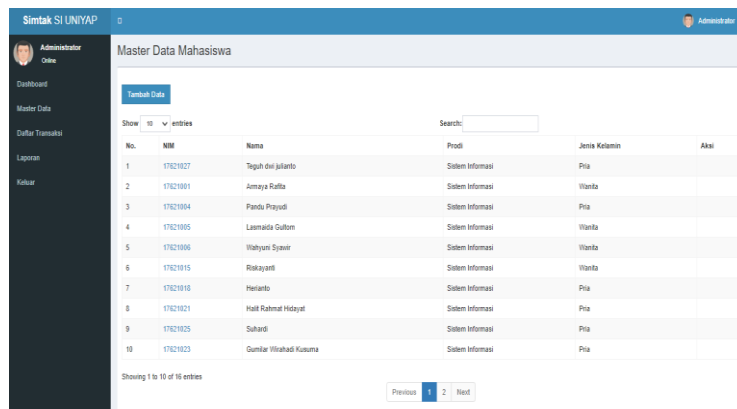 Simtak SI UNIYAP
Administrator
Administrator
Online
Master Data Mahasiswa
Dashboard
Master Data
Daftar Transaksi
Laporan
Keluar
Tambah Data
Show 10 entries Search:
No. NIM Nama Prodi Jenis Kelamin Aksi
1 17621027 Teguh dwi julianto Sistem Informasi Pria
2 17621001 Armaya Rafita Sistem Informasi Wanita
3 17621004 Pandu Prayudi Sistem Informasi Pria
4 17621005 Lasmaida Gultom Sistem Informasi Wanita
5 17621006 Wahyuni Syawir Sistem Informasi Wanita
6 17621015 Riskayanti Sistem Informasi Wanita
7 17621018 Herianto Sistem Informasi Pria
8 17621021 Halil Rahmat Hidayat Sistem Informasi Pria
9 17621025 Suhardi Sistem Informasi Pria
10 17621023 Gumilar Wirahadi Kusuma Sistem Informasi Pria
Showing 1 to 10 of 16 entries
Previous 1 2 Next